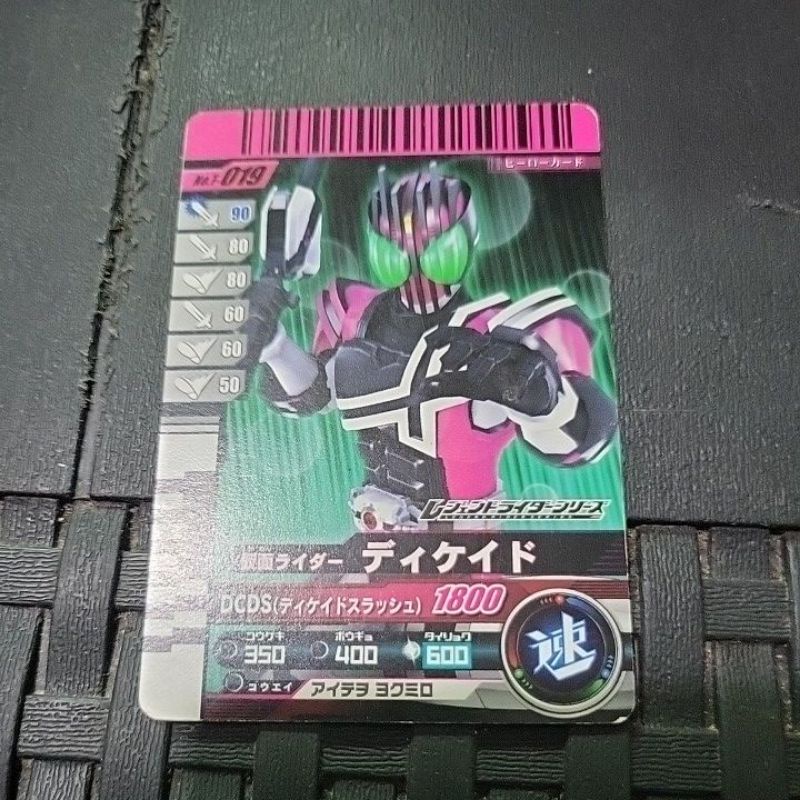 No.7-019
ヒーローカード
90
80
80
60
60
50
レジェンドライダーシリーズ
仮面ライダー ディケイド
DCDS(ディケイドスラッシュ) 1800
コウゲキ ボウギョ タイリョク
350 400 600
速
ゴウエイ アイテヲ ヨクミロ